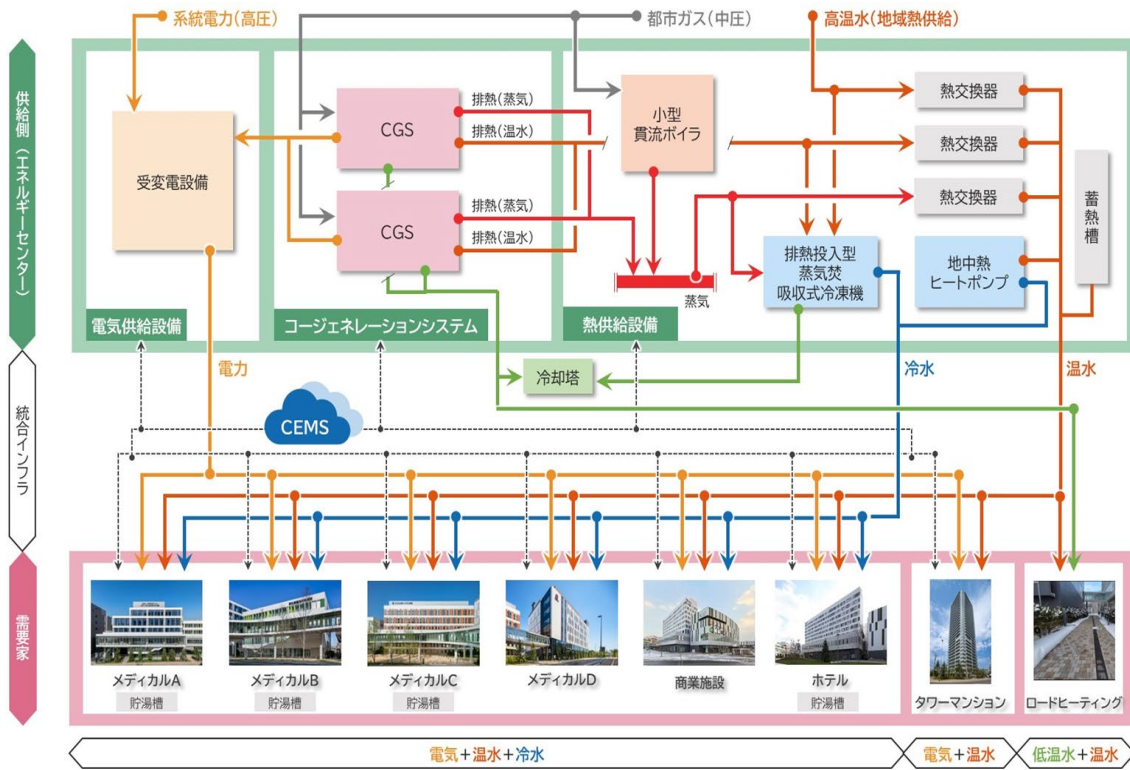 系統電力(高圧)
都市ガス(中圧)
高温水(地域熱供給)
供給側(エネルギーセンター)
受変電設備
電気供給設備
CGS
CGS
排熱(蒸気)
排熱(温水)
排熱(蒸気)
排熱(温水)
コージェネレーションシステム
小型
貫流ボイラ
蒸気
熱供給設備
熱交換器
熱交換器
熱交換器
排熱投入型
蒸気焚
吸収式冷凍機
地中熱
ヒートポンプ
蓄熱槽
統合インフラ
電力
冷却塔
冷水
温水
CEMS
需要家
メディカルA
貯湯槽
メディカルB
貯湯槽
メディカルC
貯湯槽
メディカルD
商業施設
ホテル
貯湯槽
タワーマンション
ロードヒーティング
電気+温水+冷水
電気+温水
低温水+温水